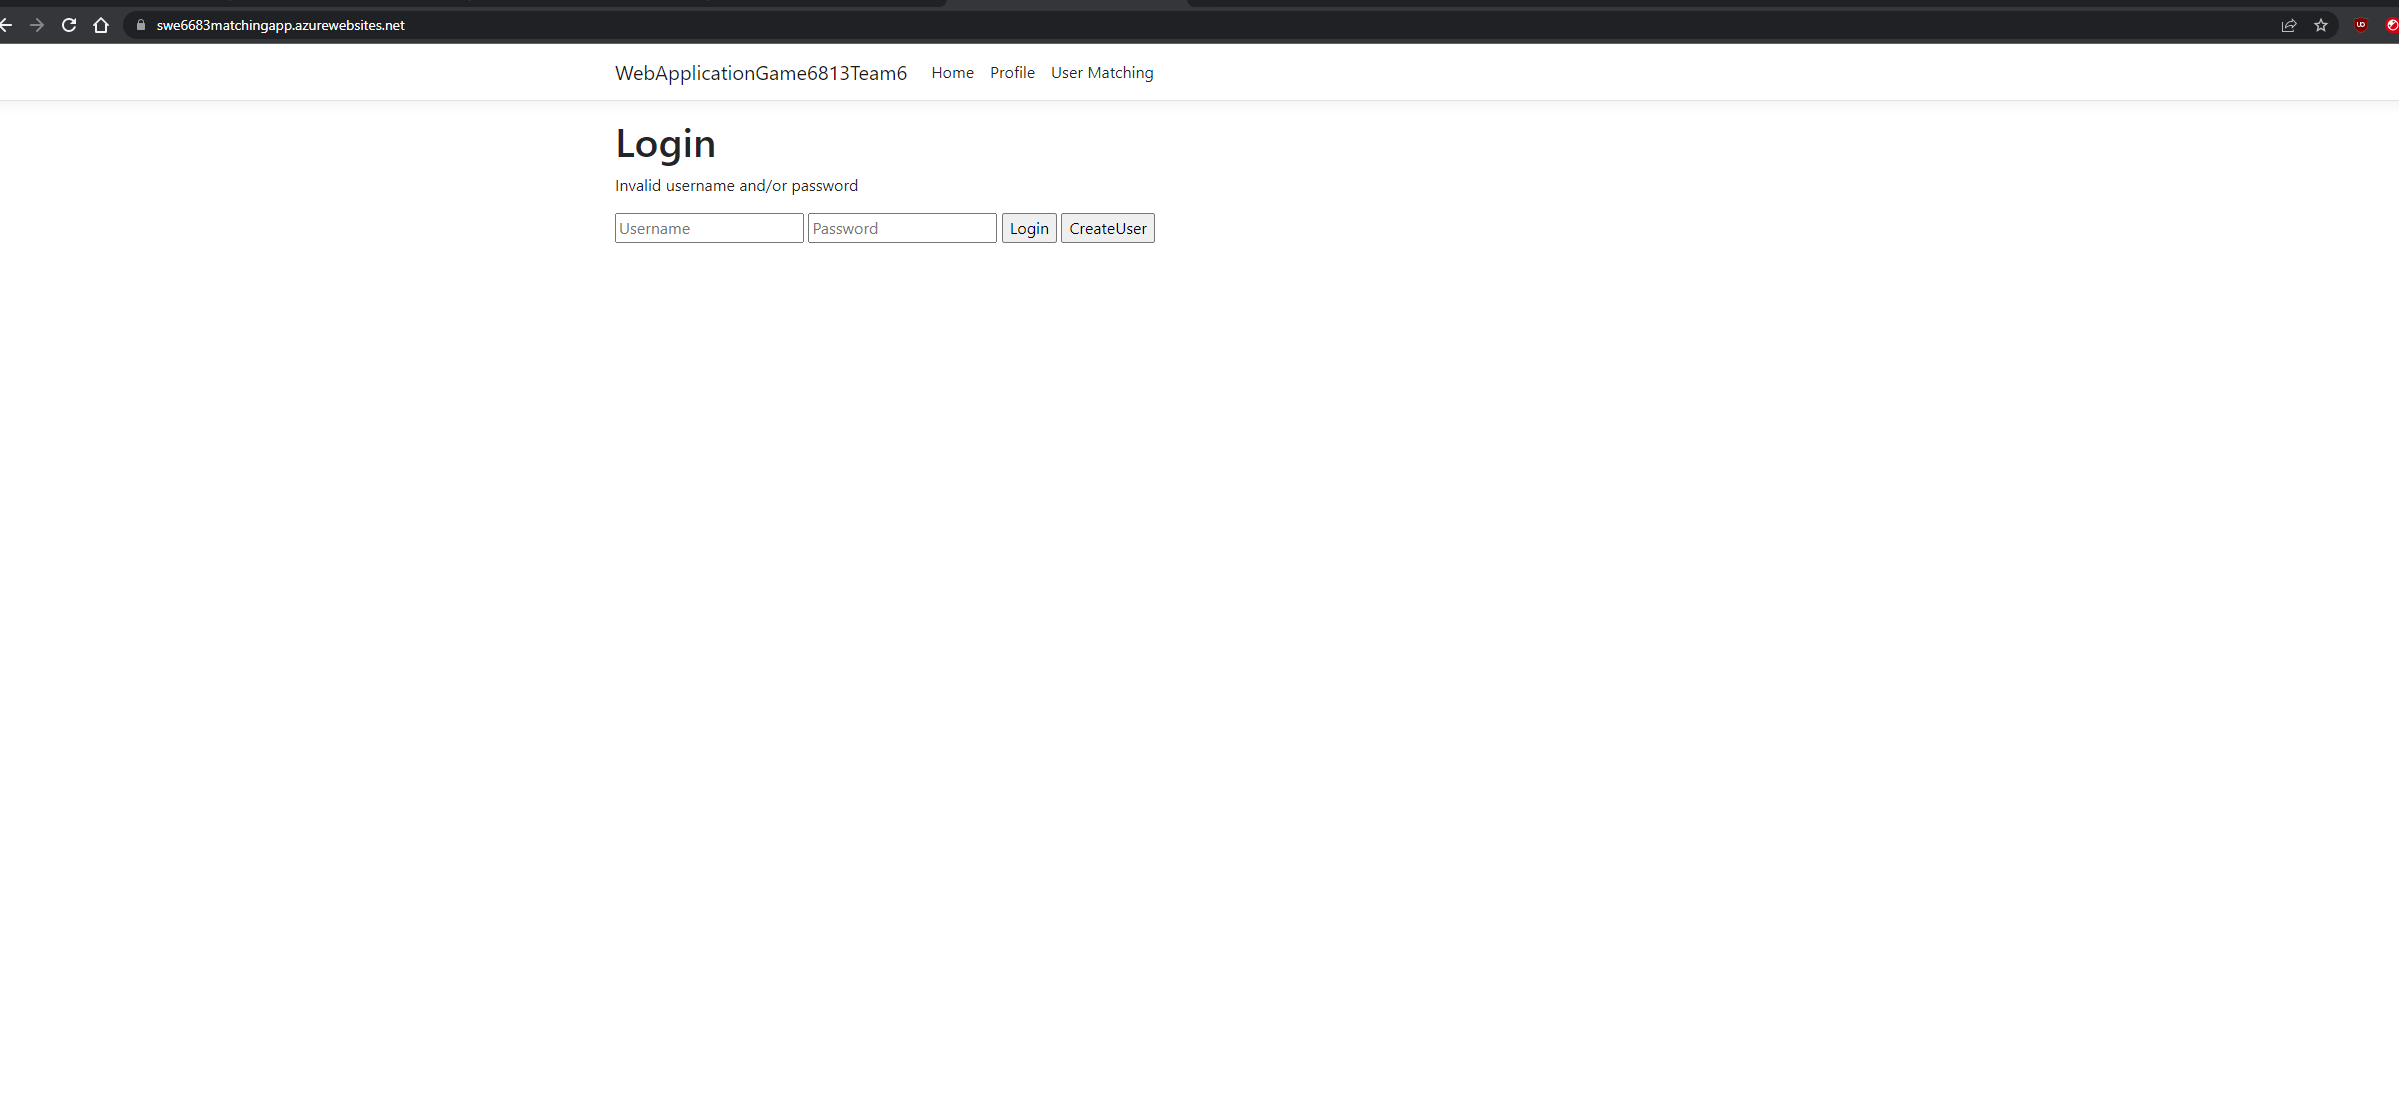 swe6683matchingapp.azurewebsites.net
WebApplicationGame6813Team6 Home Profile User Matching
Login
Invalid username and/or password
Username Password Login CreateUser